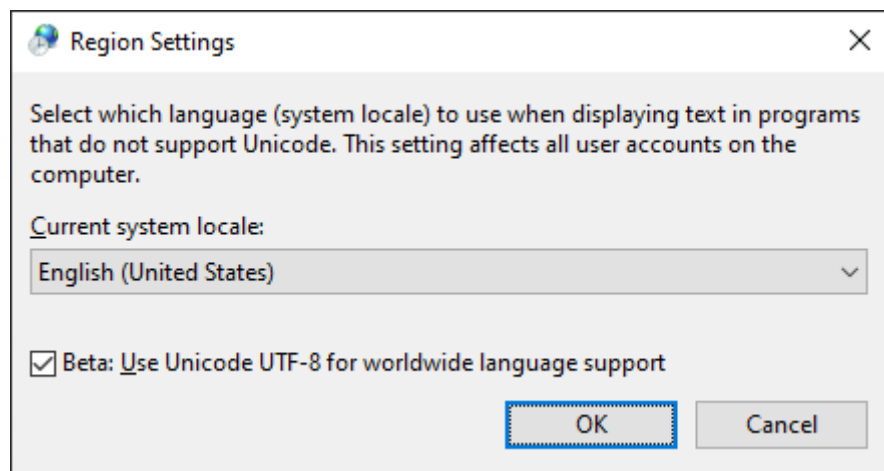 Region Settings
Select which language (system locale) to use when displaying text in programs
that do not support Unicode. This setting affects all user accounts on the
computer.
Current system locale:
English (United States)
Beta: Use Unicode UTF-8 for worldwide language support
OK Cancel